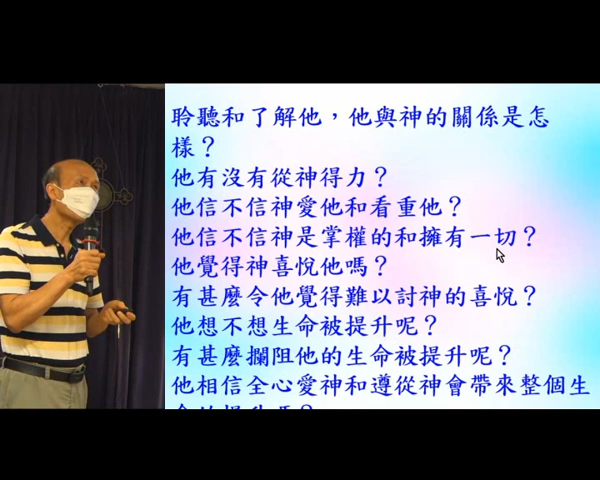 聆聽和了解他，他與神的關係是怎
樣？
他有沒有從神得力？
他信不信神愛他和看重他？
他信不信神是掌權的和擁有一切？
他覺得神喜悅他嗎？
有甚麼令他覺得難以討神的喜悅？
他想不想生命被提升呢？
有甚麼攔阻他的生命被提升呢？
他相信全心愛神和遵從神會帶來整個生